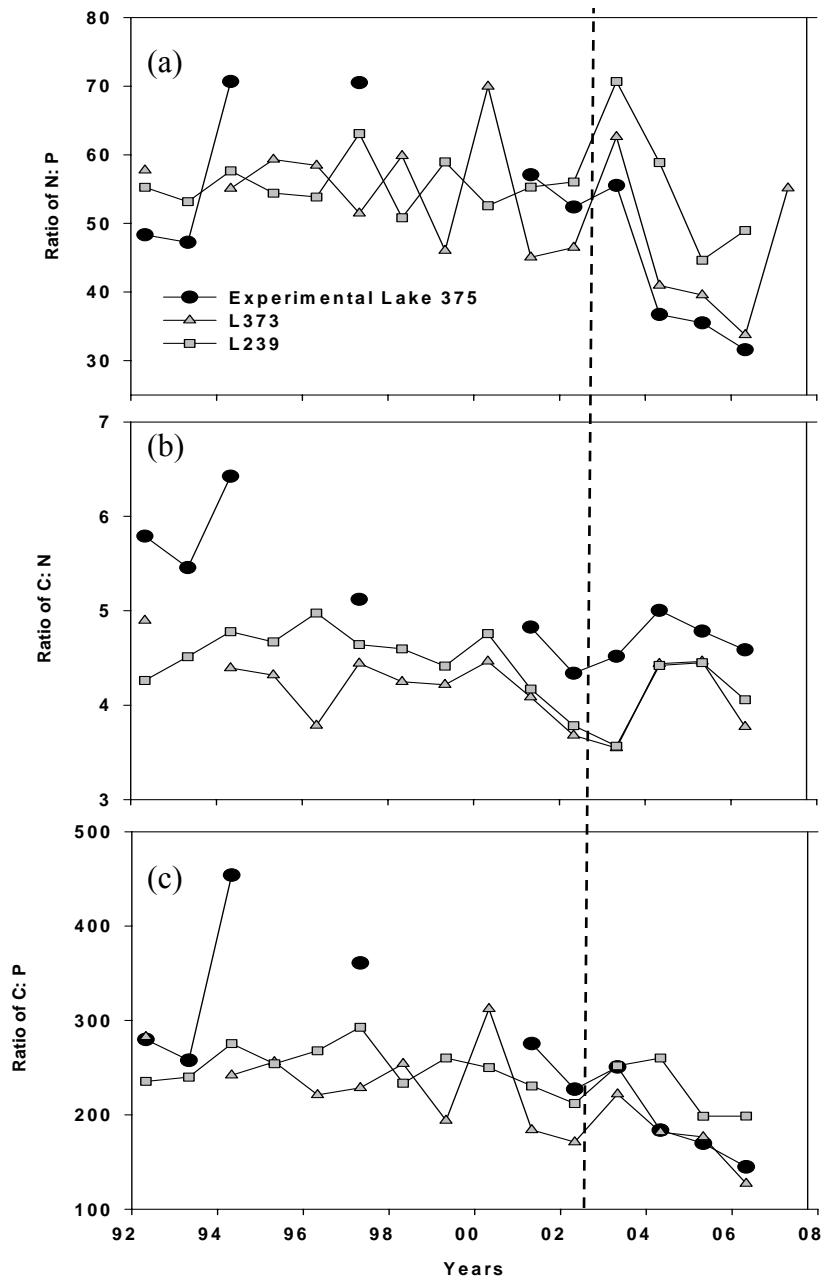 80
(a)
70
60
50
40
30
Ratio of N: P
Experimental Lake 375
L373
L239
7
(b)
6
5
4
3
Ratio of C: N
500
(c)
400
300
200
100
Ratio of C: P
92 94 96 98 00 02 04 06 08
Years